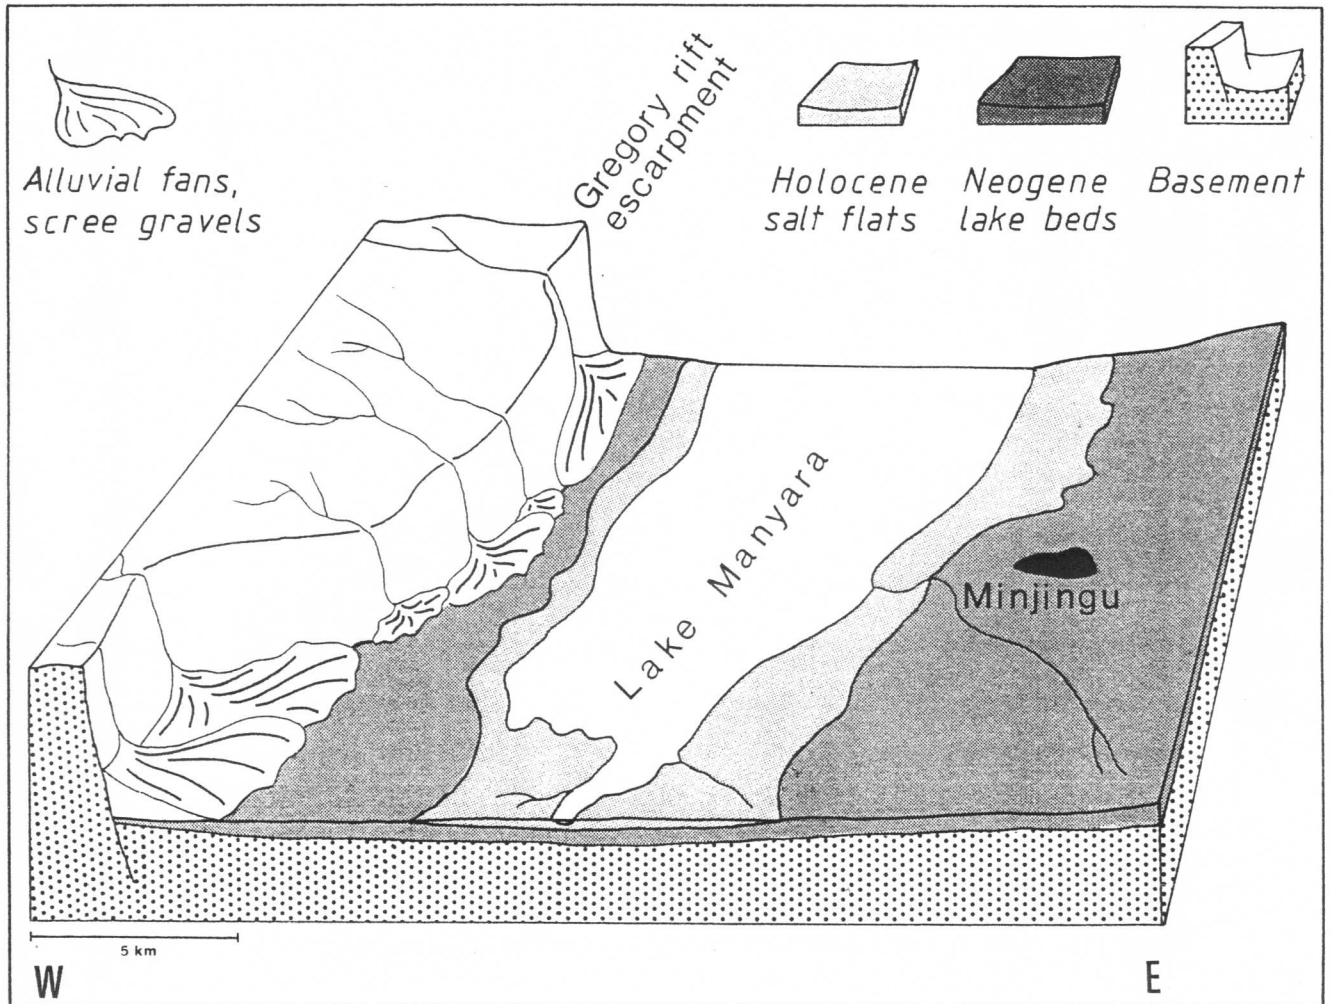 Gregory rift
escarpment
Alluvial fans,
scree gravels
Holocene
salt flats
Neogene
lake beds
Basement
Lake Manyara
Minjingu
5 km
W
E